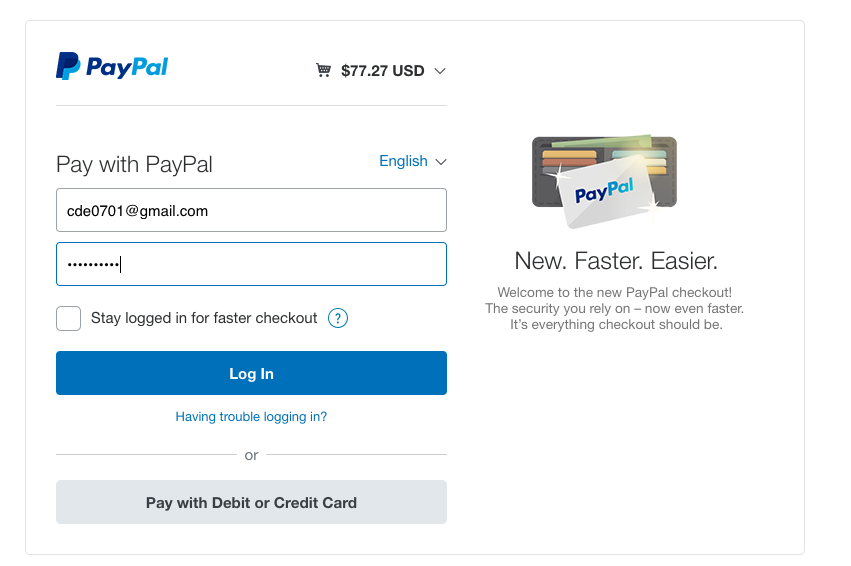 PayPal
$77.27 USD
Pay with PayPal
English
cde0701@gmail.com
••••••••••
Stay logged in for faster checkout ?
Log In
Having trouble logging in?
or
Pay with Debit or Credit Card
PayPal
New. Faster. Easier.
Welcome to the new PayPal checkout!
The security you rely on – now even faster.
It's everything checkout should be.